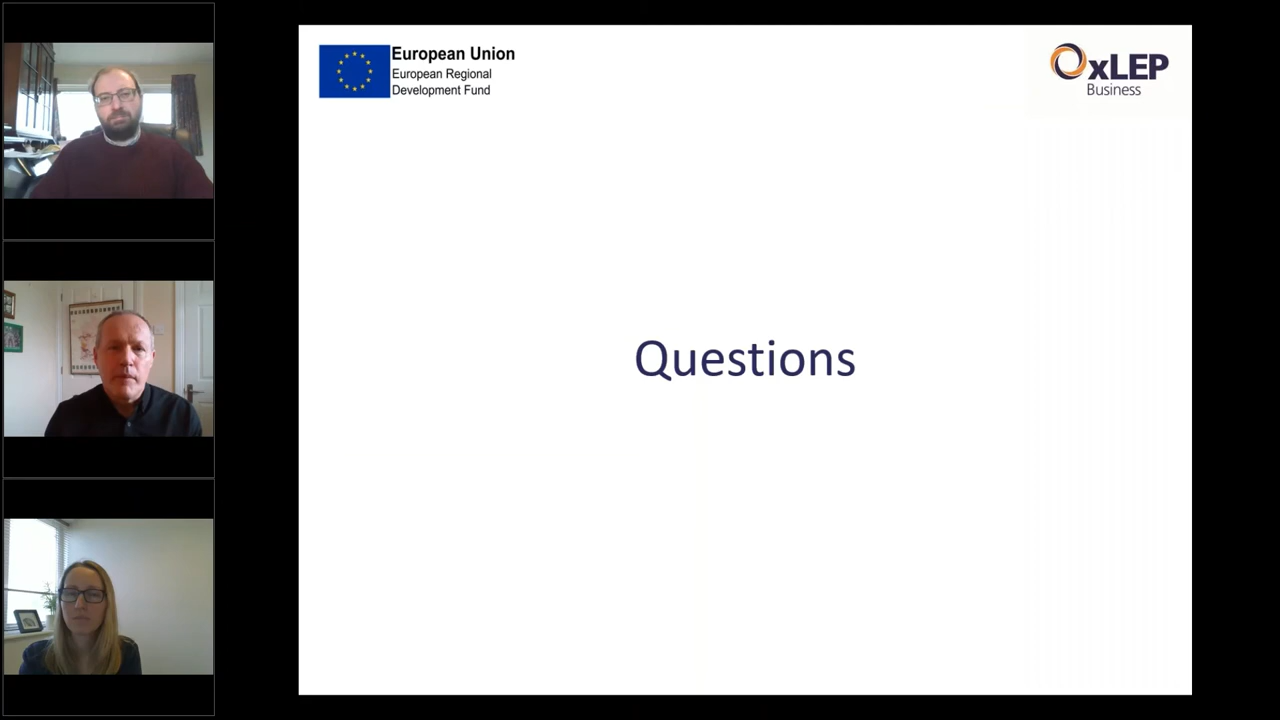 European Union
European Regional
Development Fund
OxLEP
Business
Questions